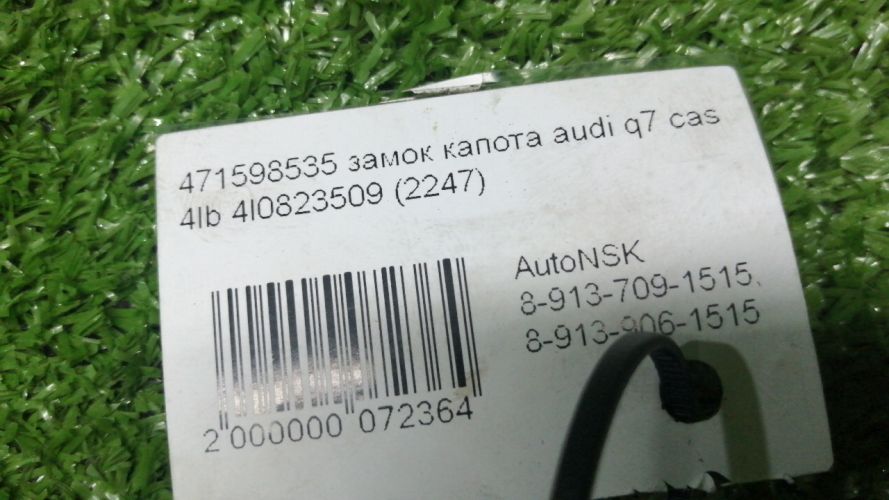 471598535 замок капота audi q7 cas
4lb 4l0823509 (2247)
AutoNSK
8-913-709-1515,
8-913-906-1515
2 000000 072364